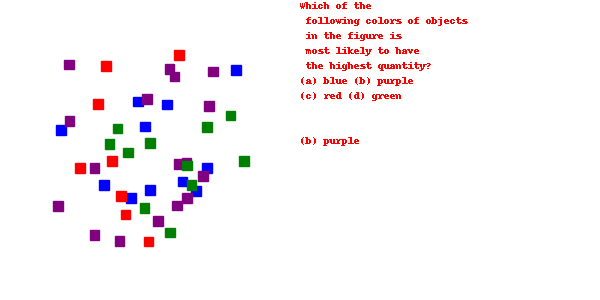 Which of the
following colors of objects
in the figure is
most likely to have
the highest quantity?
(a) blue (b) purple
(c) red (d) green
(b) purple